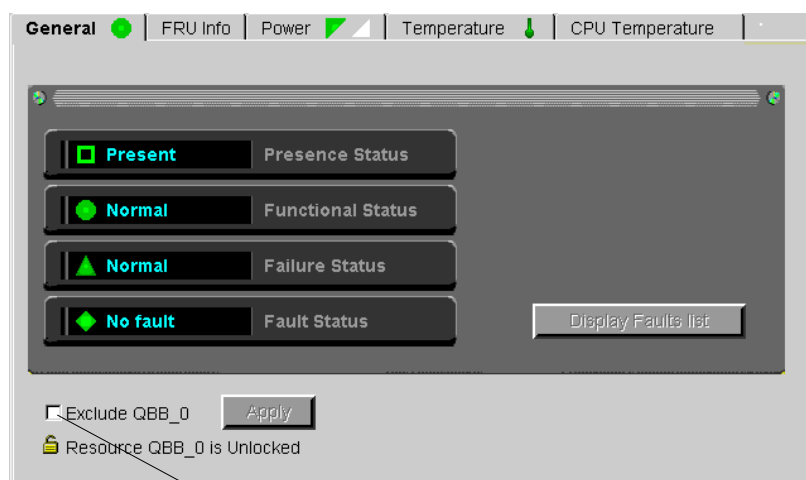 General FRU Info Power Temperature CPU Temperature
Present Presence Status
Normal Functional Status
Normal Failure Status
No fault Fault Status
Display Faults list
Exclude QBB_0 Apply
Resource QBB_0 is Unlocked